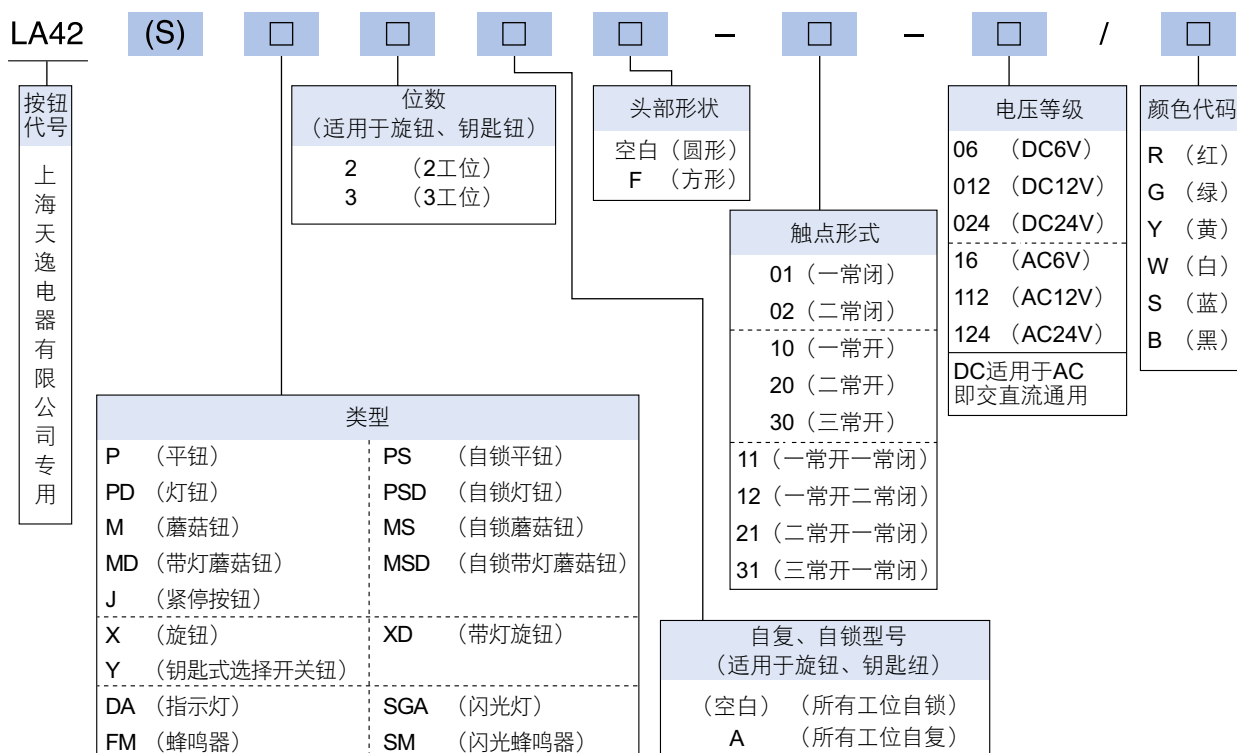 LA42 (S) □ □ □ □ – □ – □ / □
按钮
代号
上海天逸电器有限公司专用
位数
（适用于旋钮、钥匙钮）
2 （2工位）
3 （3工位）
头部形状
空白（圆形）
F （方形）
触点形式
01（一常闭）
02（二常闭）
10（一常开）
20（二常开）
30（三常开）
11（一常开一常闭）
12（一常开二常闭）
21（二常开一常闭）
31（三常开一常闭）
电压等级
06 （DC6V）
012 （DC12V）
024 （DC24V）
16 （AC6V）
112 （AC12V）
124 （AC24V）
DC适用于AC
即交直流通用
颜色代码
R （红）
G （绿）
Y （黄）
W （白）
S （蓝）
B （黑）
类型
P （平钮） PS （自锁平钮）
PD （灯钮） PSD （自锁灯钮）
M （蘑菇钮） MS （自锁蘑菇钮）
MD （带灯蘑菇钮） MSD （自锁带灯蘑菇钮）
J （紧停按钮）
X （旋钮） XD （带灯旋钮）
Y （钥匙式选择开关钮）
DA （指示灯） SGA （闪光灯）
FM （蜂鸣器） SM （闪光蜂鸣器）
自复、自锁型号
（适用于旋钮、钥匙纽）
（空白） （所有工位自锁）
A （所有工位自复）